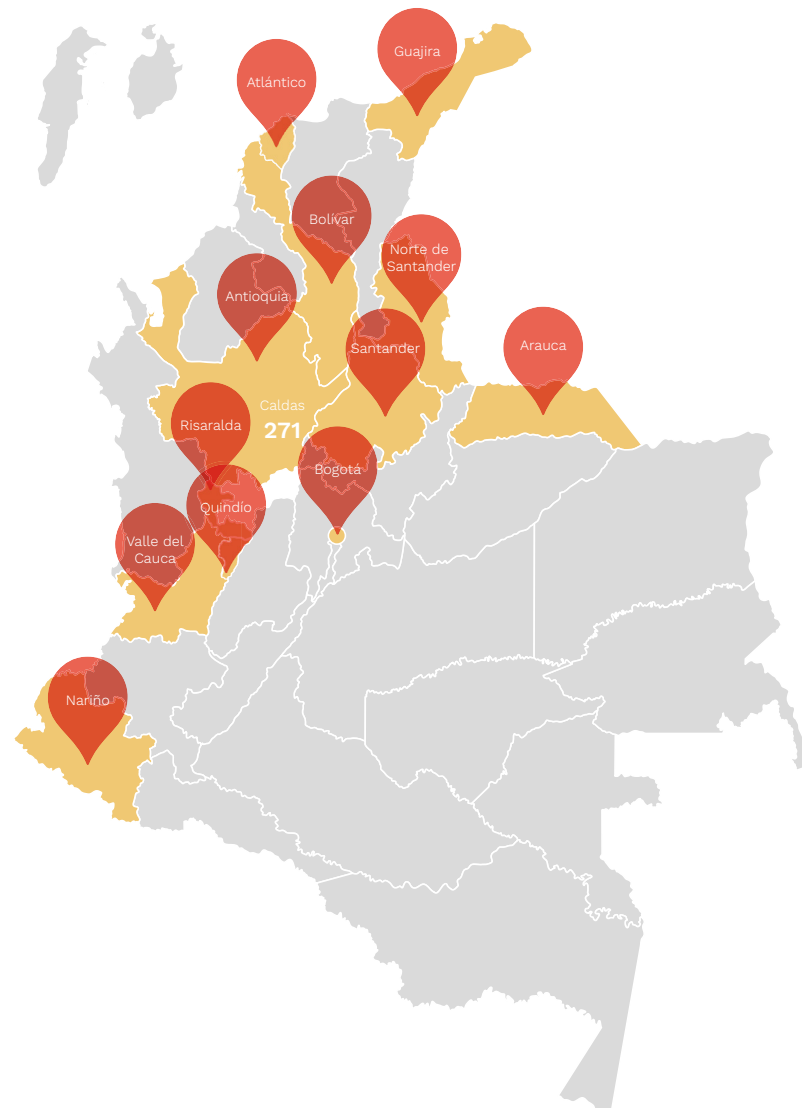 Guajira
Atlántico
Bolívar
Norte de
Santander
Antioquia
Santander
Arauca
Caldas
271
Risaralda
Bogotá
Quindío
Valle del
Cauca
Nariño